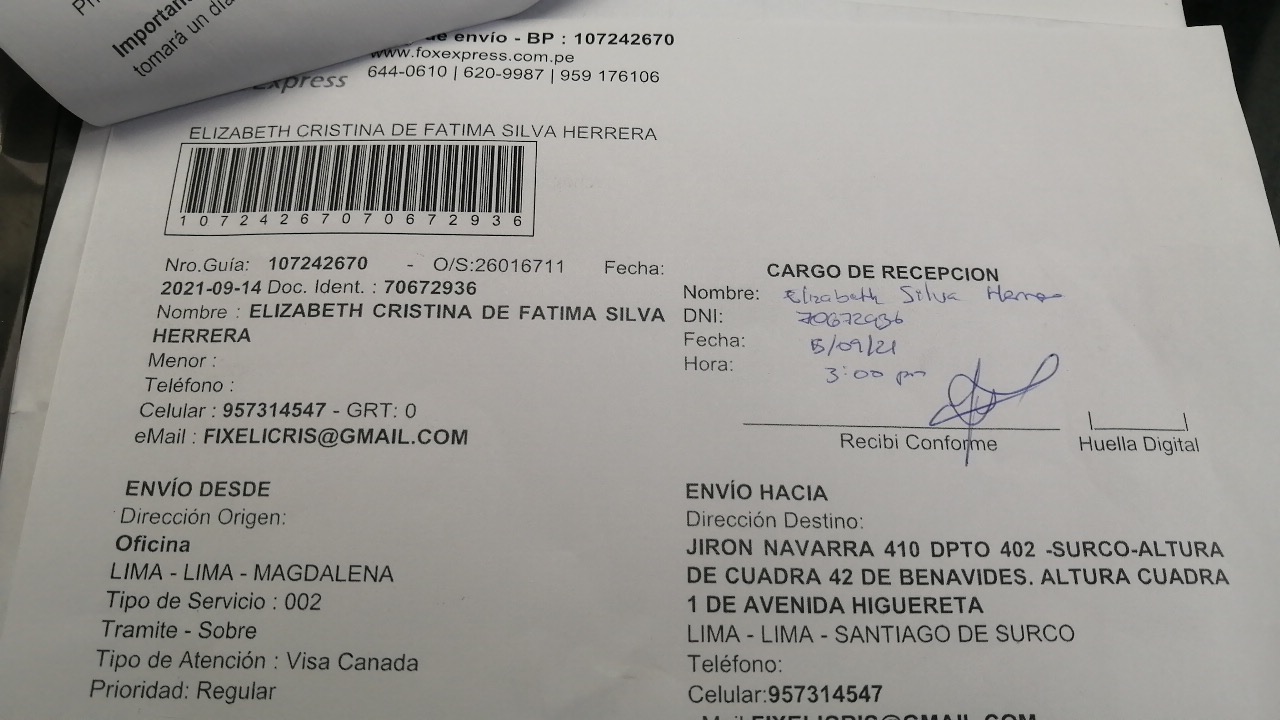 Importan
tomará un día
de envío - BP : 107242670
www.foxexpress.com.pe
644-0610 | 620-9987 | 959 176106
Express
ELIZABETH CRISTINA DE FATIMA SILVA HERRERA
10724267070672936
Nro.Guía: 107242670 - O/S:26016711 Fecha:
2021-09-14 Doc. Ident. : 70672936
Nombre : ELIZABETH CRISTINA DE FATIMA SILVA
HERRERA
Menor :
Teléfono :
Celular : 957314547 - GRT: 0
eMail : FIXELICRIS@GMAIL.COM
CARGO DE RECEPCION
Nombre: Elizabeth Silva Herrera
DNI: 70672936
Fecha: 15/09/21
Hora: 3:00 pm
Recibi Conforme
Huella Digital
ENVÍO DESDE
Dirección Origen:
Oficina
LIMA - LIMA - MAGDALENA
Tipo de Servicio : 002
Tramite - Sobre
Tipo de Atención : Visa Canada
Prioridad: Regular
ENVÍO HACIA
Dirección Destino:
JIRON NAVARRA 410 DPTO 402 -SURCO-ALTURA
DE CUADRA 42 DE BENAVIDES. ALTURA CUADRA
1 DE AVENIDA HIGUERETA
LIMA - LIMA - SANTIAGO DE SURCO
Teléfono:
Celular:957314547
eMail:FIXELICRIS@GMAIL.COM